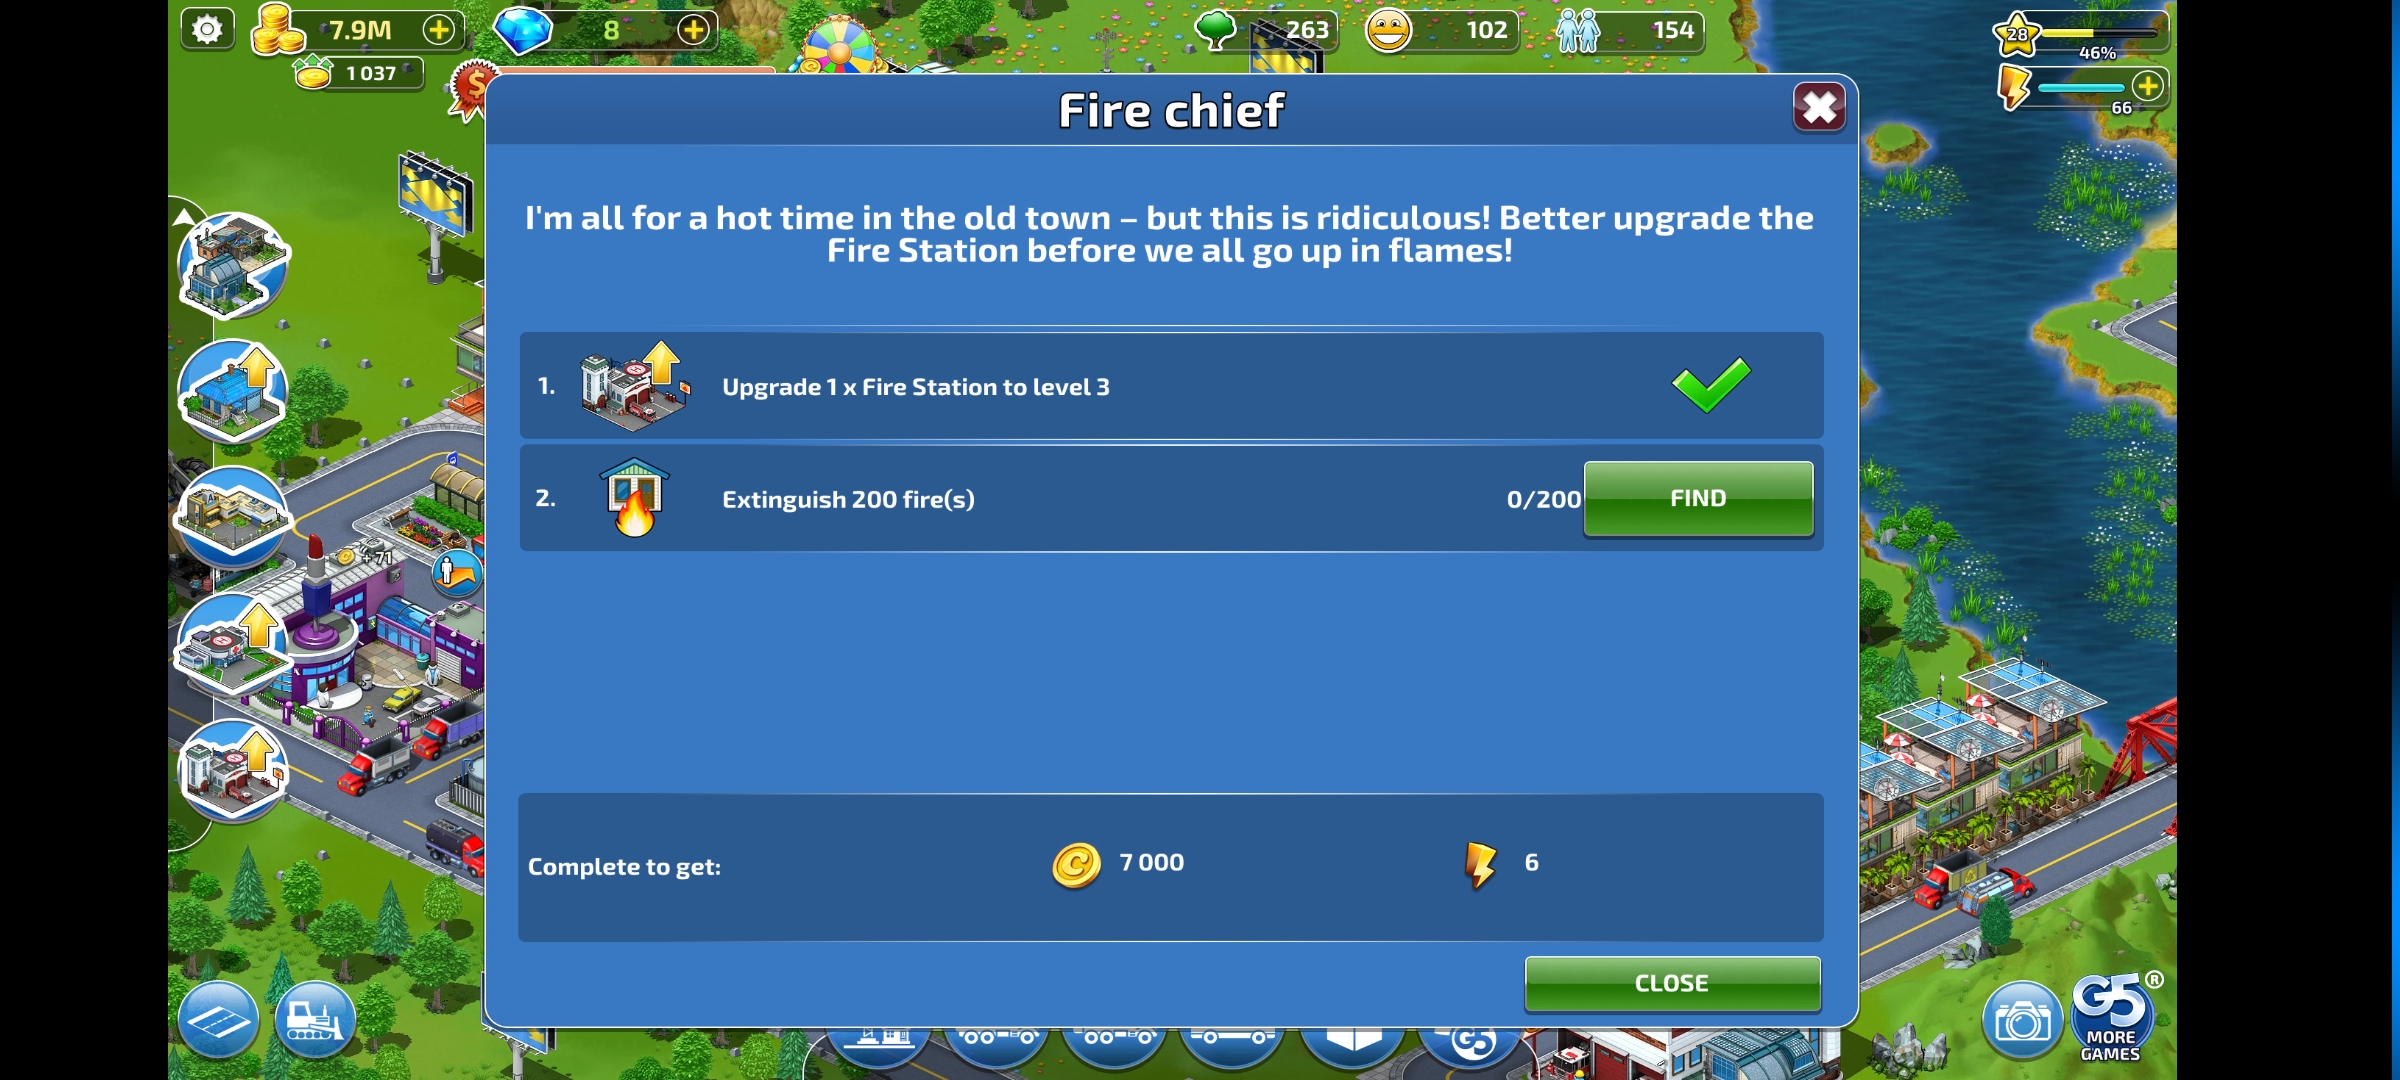 7.9M
8
263
102
154
28
46%
1 037
66
Fire chief
I'm all for a hot time in the old town – but this is ridiculous! Better upgrade the
Fire Station before we all go up in flames!
1. Upgrade 1 x Fire Station to level 3
2. Extinguish 200 fire(s) 0/200 FIND
+71
Complete to get: 7 000 6
CLOSE
G5
G5 ®
MORE
GAMES